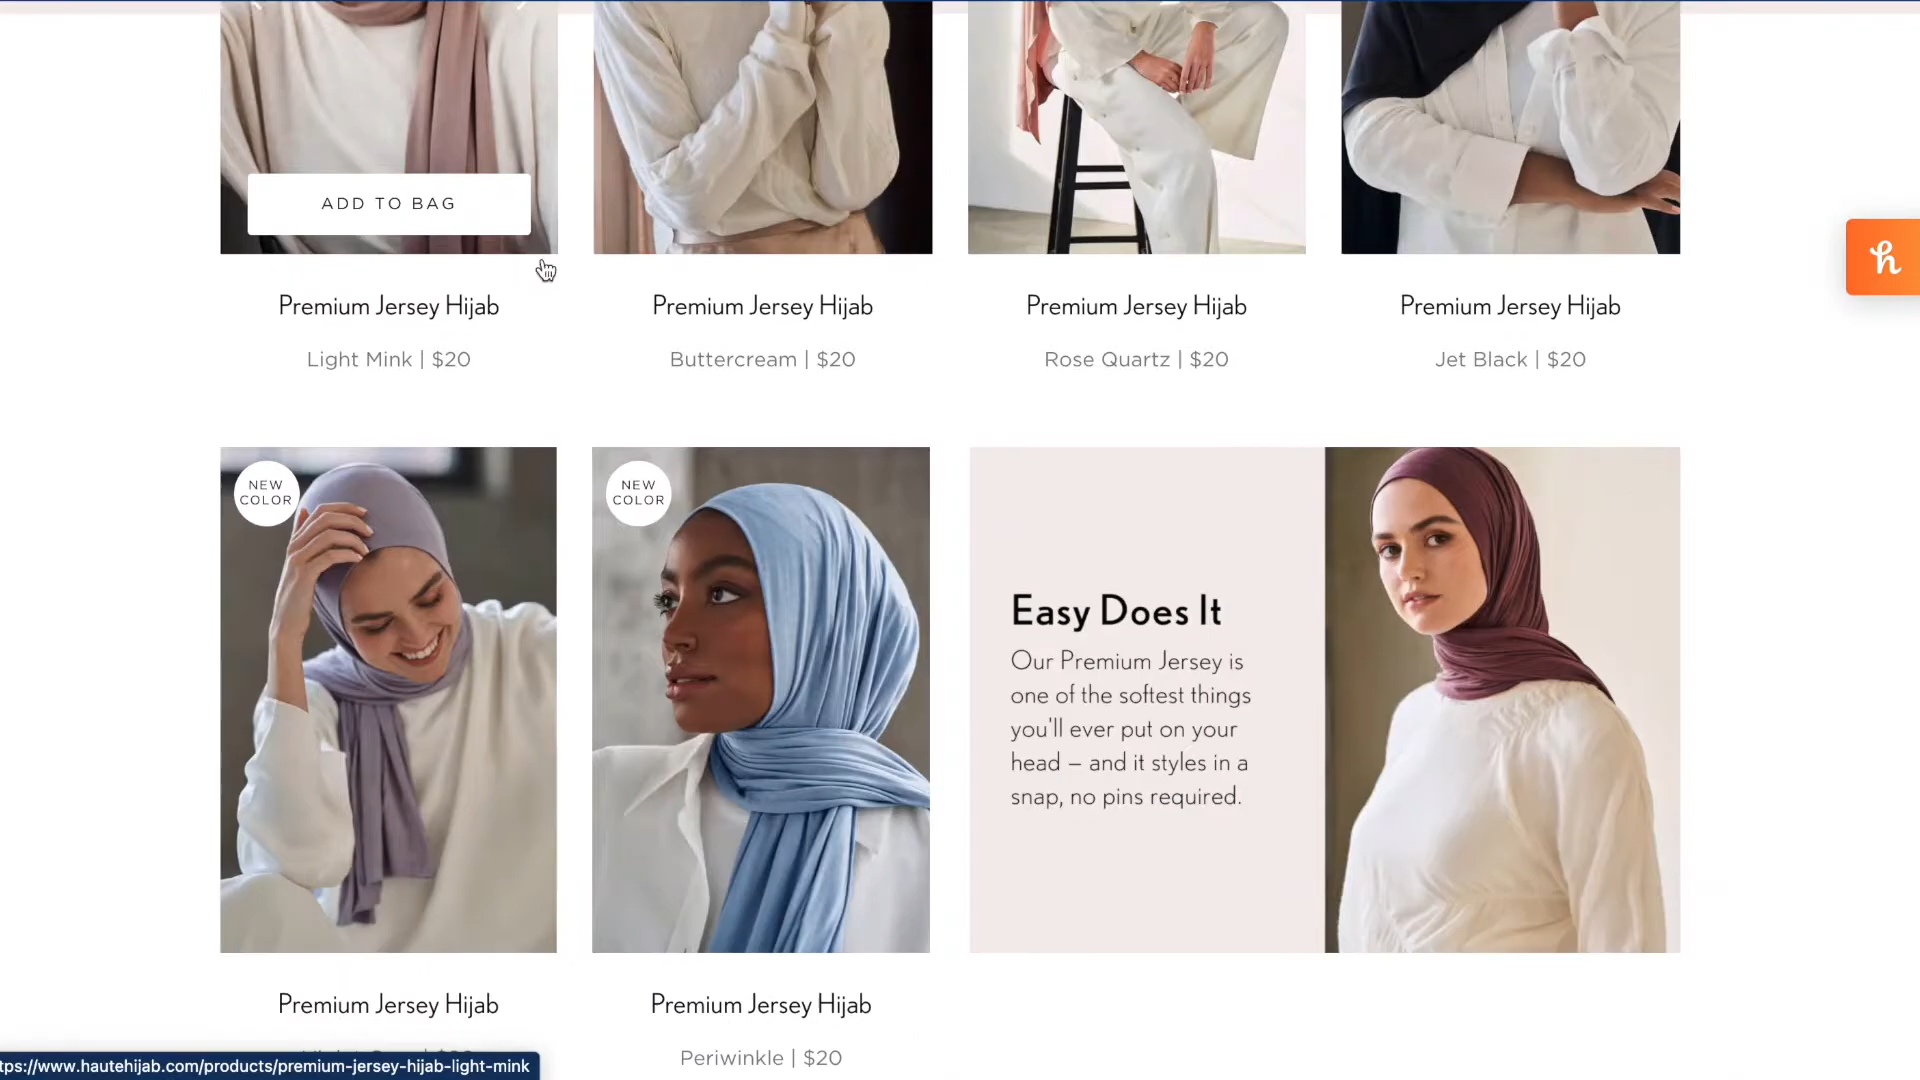 ADD TO BAG
Premium Jersey Hijab
Light Mink | $20
Premium Jersey Hijab
Buttercream | $20
Premium Jersey Hijab
Rose Quartz | $20
Premium Jersey Hijab
Jet Black | $20
NEW
COLOR
NEW
COLOR
Easy Does It
Our Premium Jersey is
one of the softest things
you'll ever put on your
head – and it styles in a
snap, no pins required.
Premium Jersey Hijab
Premium Jersey Hijab
Periwinkle | $20
tps://www.hautehijab.com/products/premium-jersey-hijab-light-mink
h